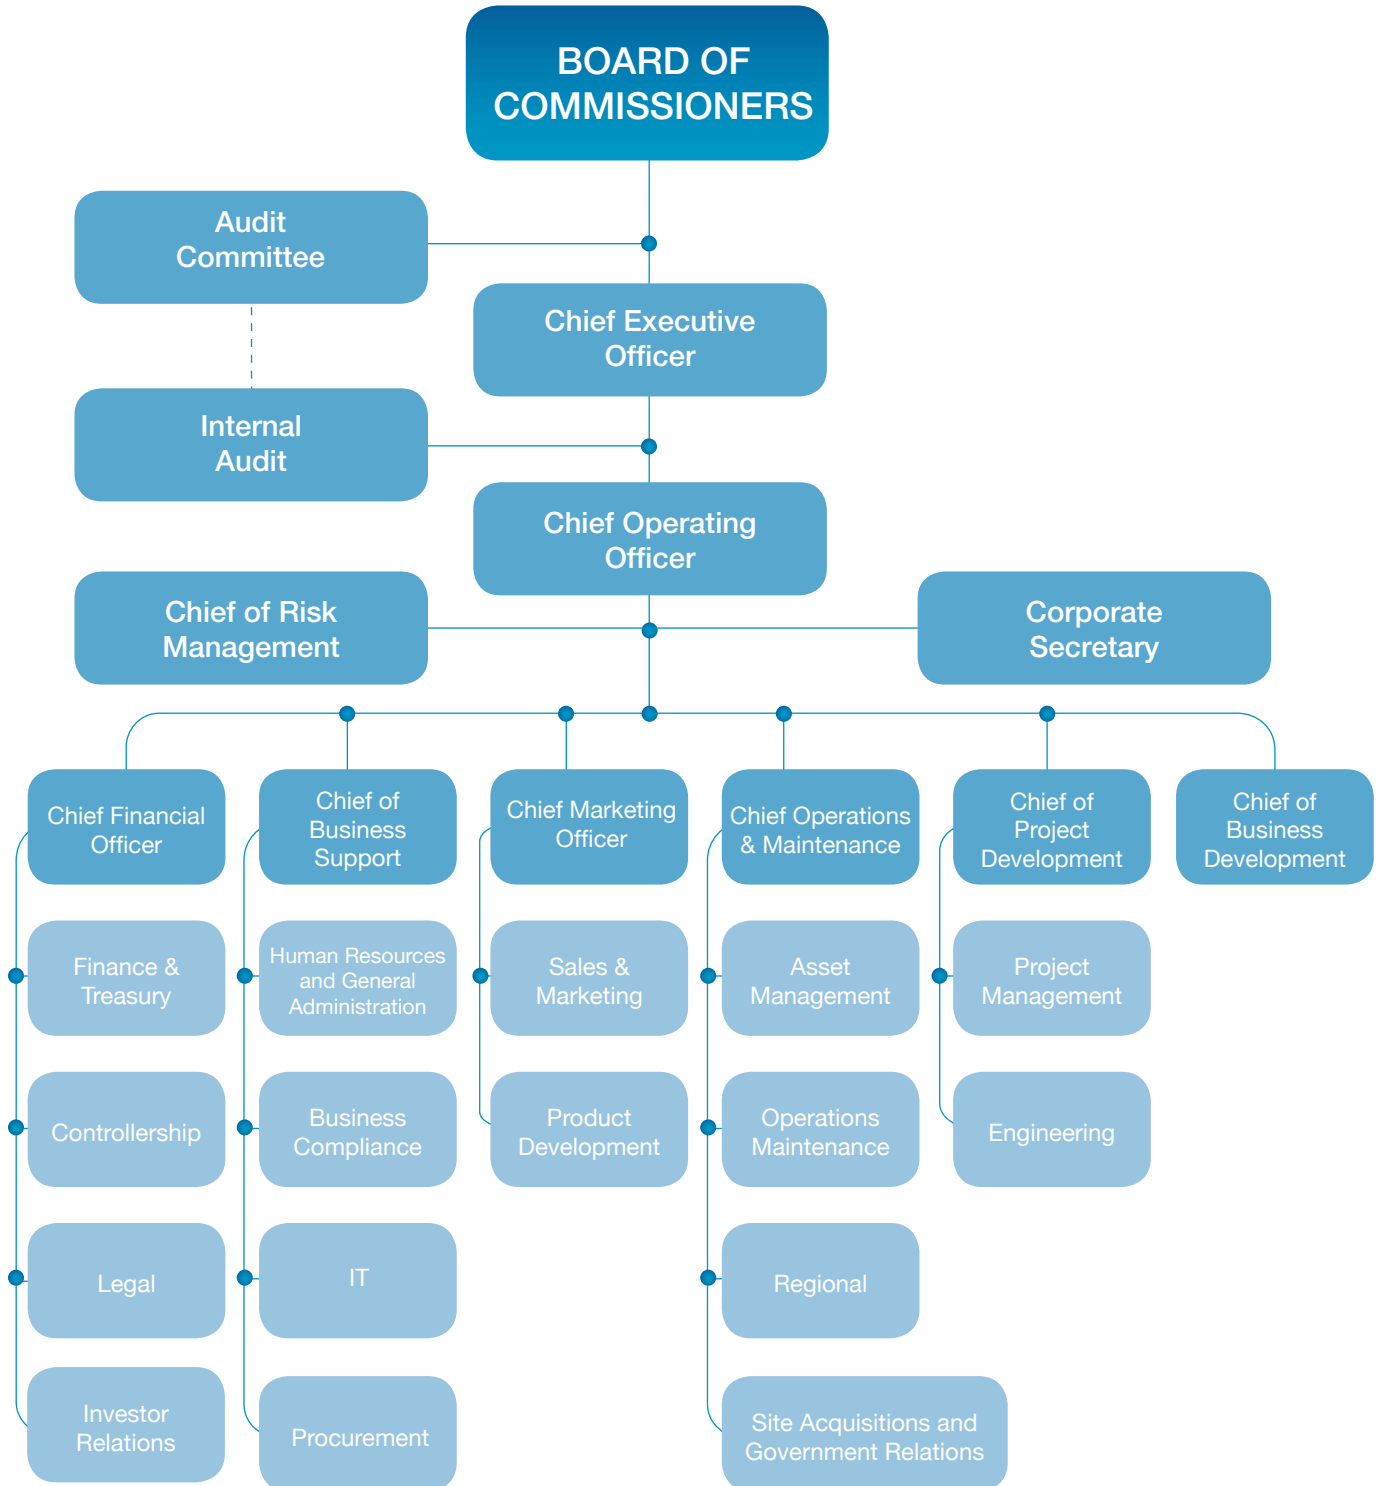 BOARD OF
COMMISSIONERS
Audit
Committee
Chief Executive
Officer
Internal
Audit
Chief Operating
Officer
Chief of Risk
Management
Corporate
Secretary
Chief Financial
Officer
Chief of
Business
Support
Chief Marketing
Officer
Chief Operations
& Maintenance
Chief of
Project
Development
Chief of
Business
Development
Finance &
Treasury
Human Resources
and General
Administration
Sales &
Marketing
Asset
Management
Project
Management
Controllership
Business
Compliance
Product
Development
Operations
Maintenance
Engineering
Legal
IT
Regional
Investor
Relations
Procurement
Site Acquisitions and
Government Relations